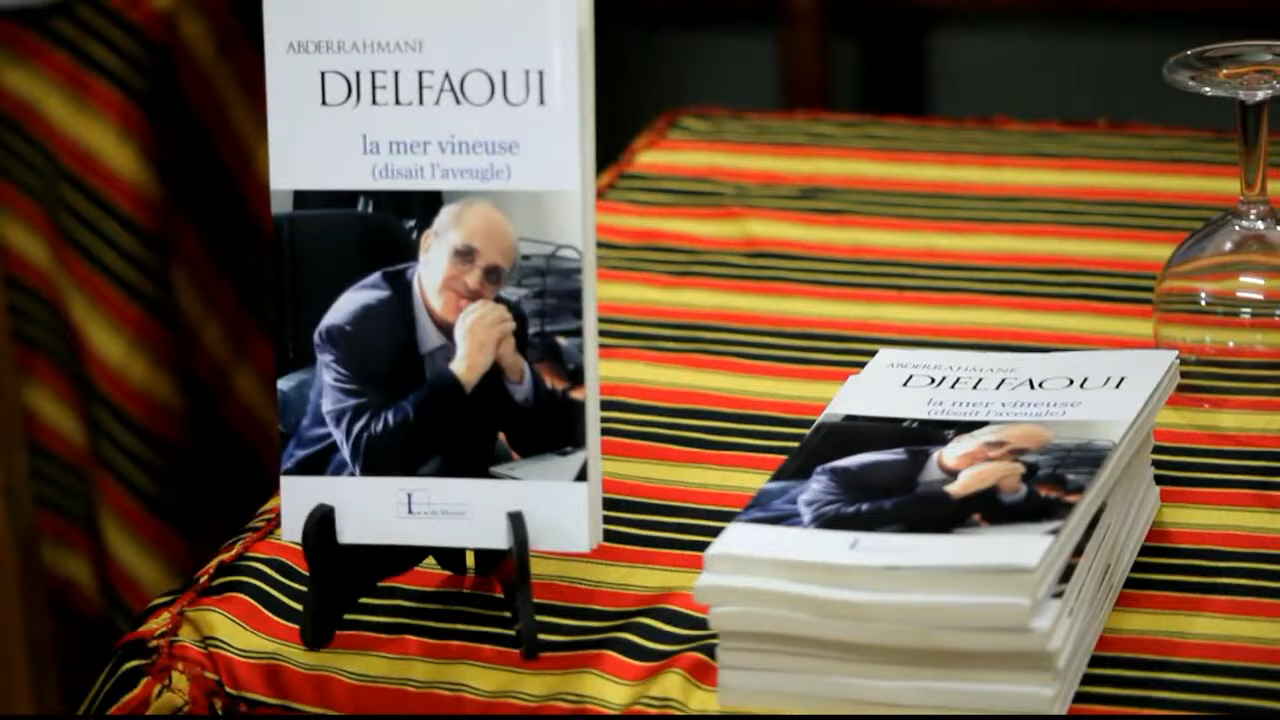 ABDERRAHMANE
DJELFAOUI
la mer vineuse
(disait l'aveugle)
ABDERRAHMANE
DJELFAOUI
la mer vineuse
(disait l'aveugle)